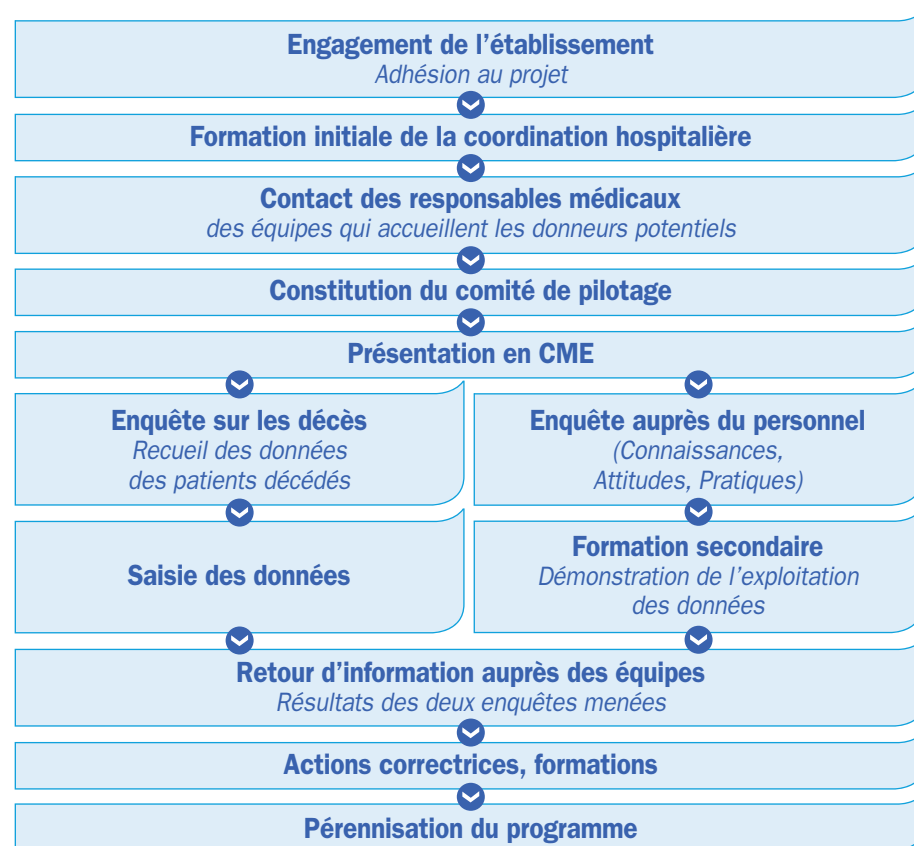 Engagement de l’établissement
Adhésion au projet
Formation initiale de la coordination hospitalière
Contact des responsables médicaux
des équipes qui accueillent les donneurs potentiels
Constitution du comité de pilotage
Présentation en CME
Enquête sur les décès
Recueil des données
des patients décédés
Enquête auprès du personnel
(Connaissances,
Attitudes, Pratiques)
Saisie des données
Formation secondaire
Démonstration de l’exploitation
des données
Retour d’information auprès des équipes
Résultats des deux enquêtes menées
Actions correctrices, formations
Pérennisation du programme